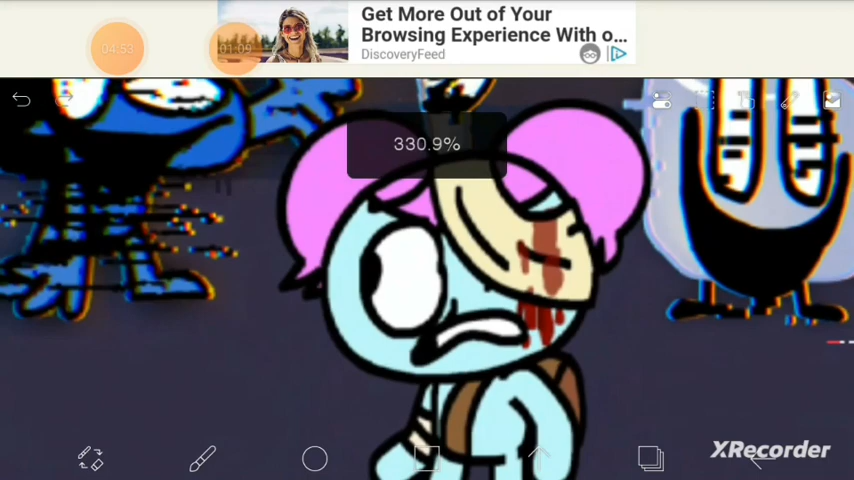 Get More Out of Your
Browsing Experience With o...
DiscoveryFeed
04:53
01:09
330.9%
XRecorder